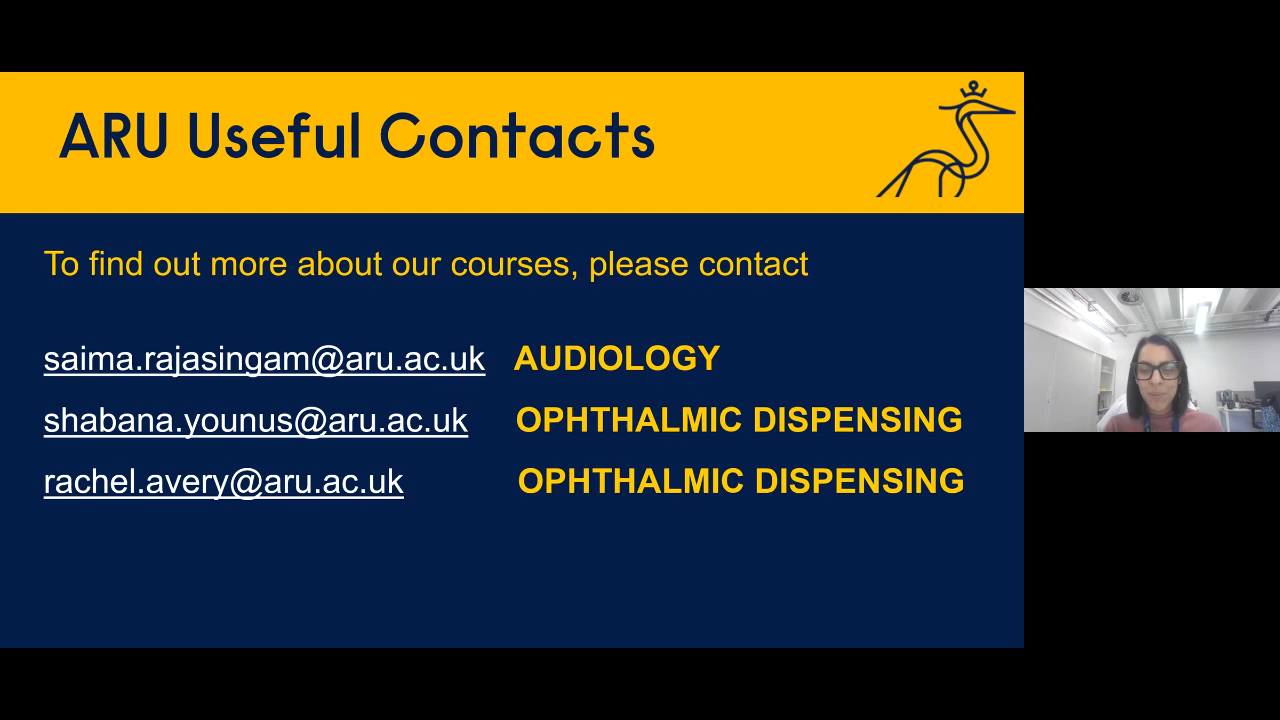 ARU Useful Contacts
To find out more about our courses, please contact
saima.rajasingam@aru.ac.uk AUDIOLOGY
shabana.younus@aru.ac.uk OPHTHALMIC DISPENSING
rachel.avery@aru.ac.uk OPHTHALMIC DISPENSING